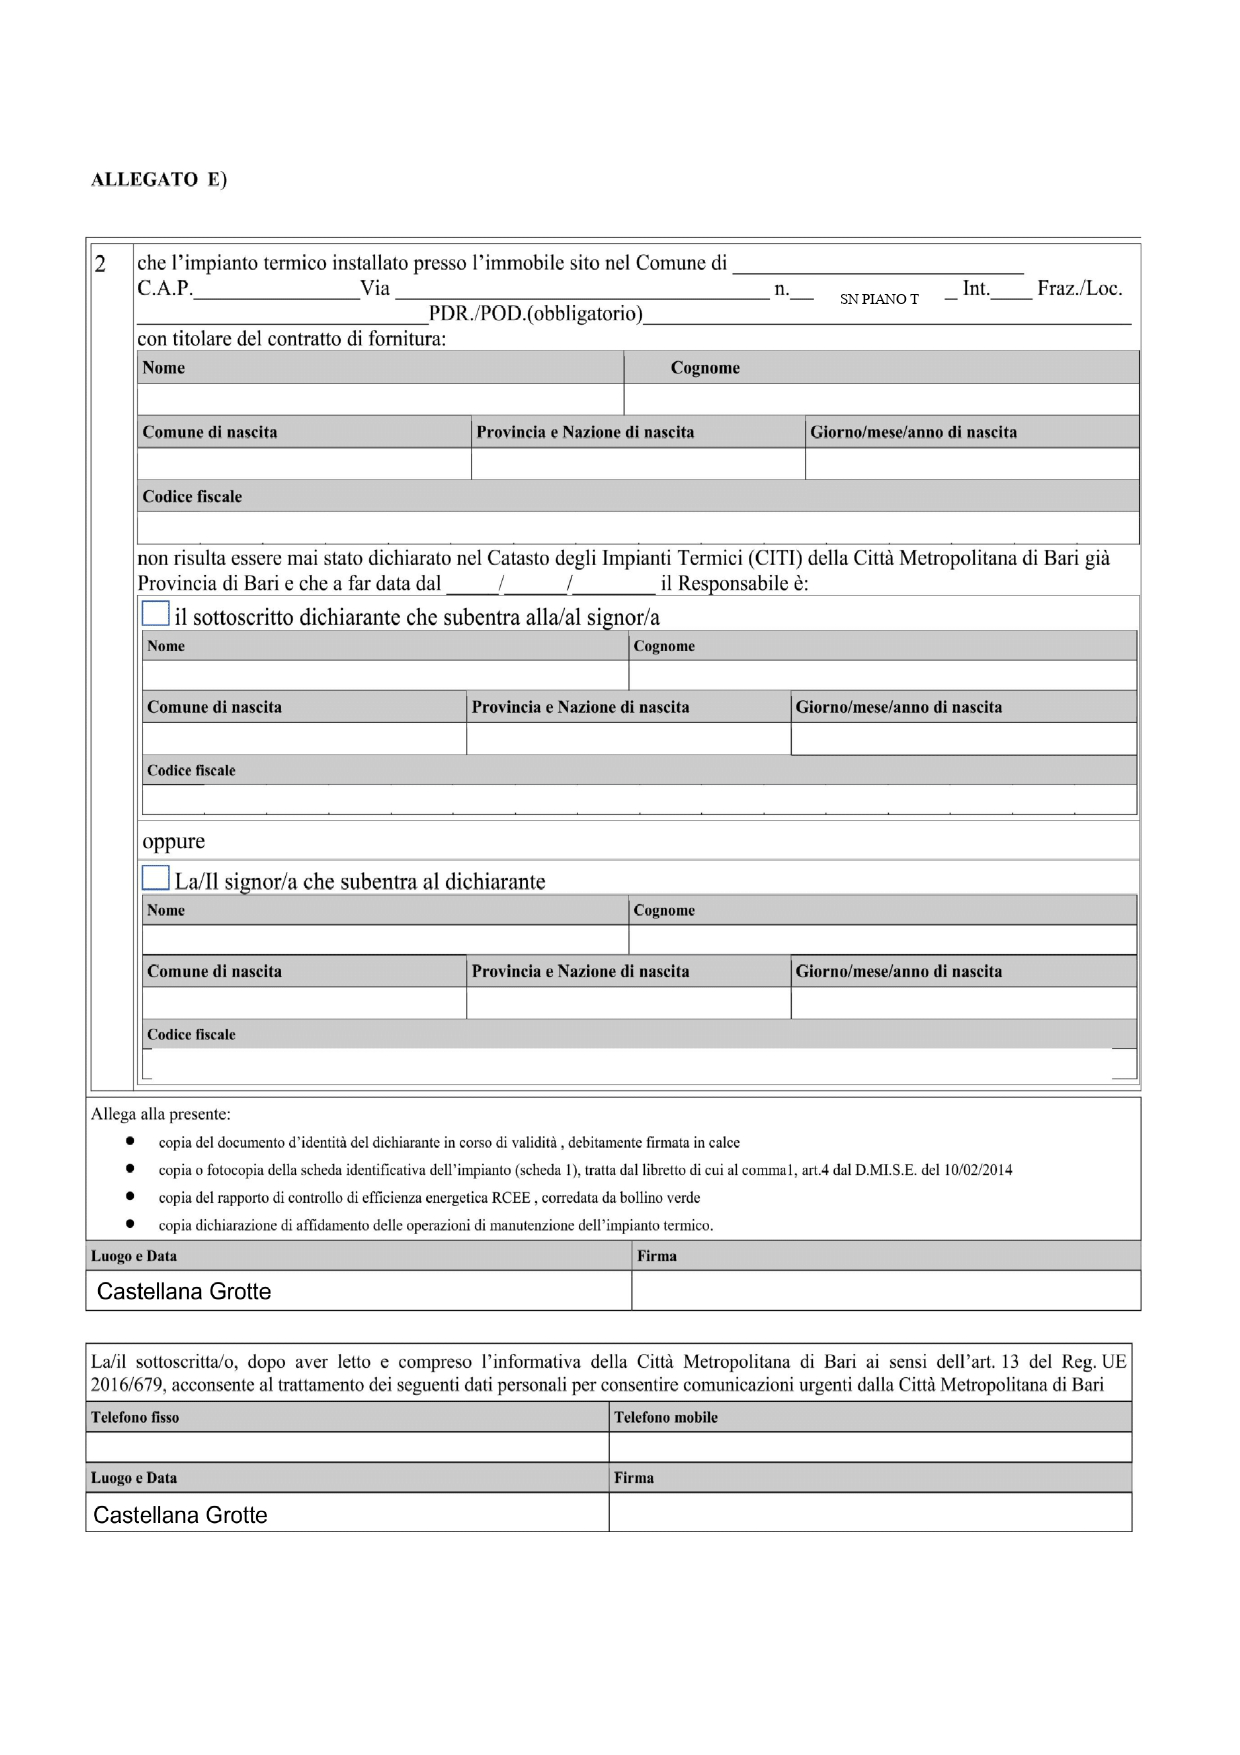 ALLEGATO E)
2 che l’impianto termico installato presso l’immobile sito nel Comune di ____________________
C.A.P. ____________ Via ____________________ n.__ SN PIANO T _ Int.____ Fraz./Loc.
____________________PDR./POD.(obbligatorio)____________________
con titolare del contratto di fornitura:
Nome Cognome
Comune di nascita Provincia e Nazione di nascita Giorno/mese/anno di nascita
Codice fiscale
non risulta essere mai stato dichiarato nel Catasto degli Impianti Termici (CITI) della Città Metropolitana di Bari già
Provincia di Bari e che a far data dal _____/______/________ il Responsabile è:
il sottoscritto dichiarante che subentra alla/al signor/a
Nome Cognome
Comune di nascita Provincia e Nazione di nascita Giorno/mese/anno di nascita
Codice fiscale
oppure
La/Il signor/a che subentra al dichiarante
Nome Cognome
Comune di nascita Provincia e Nazione di nascita Giorno/mese/anno di nascita
Codice fiscale
Allega alla presente:
● copia del documento d’identità del dichiarante in corso di validità , debitamente firmata in calce
● copia o fotocopia della scheda identificativa dell’impianto (scheda 1), tratta dal libretto di cui al comma1, art.4 dal D.MI.S.E. del 10/02/2014
● copia del rapporto di controllo di efficienza energetica RCEE , corredata da bollino verde
● copia dichiarazione di affidamento delle operazioni di manutenzione dell’impianto termico.
Luogo e Data Firma
Castellana Grotte
La/il sottoscritta/o, dopo aver letto e compreso l’informativa della Città Metropolitana di Bari ai sensi dell’art. 13 del Reg. UE
2016/679, acconsente al trattamento dei seguenti dati personali per consentire comunicazioni urgenti dalla Città Metropolitana di Bari
Telefono fisso Telefono mobile
Luogo e Data Firma
Castellana Grotte